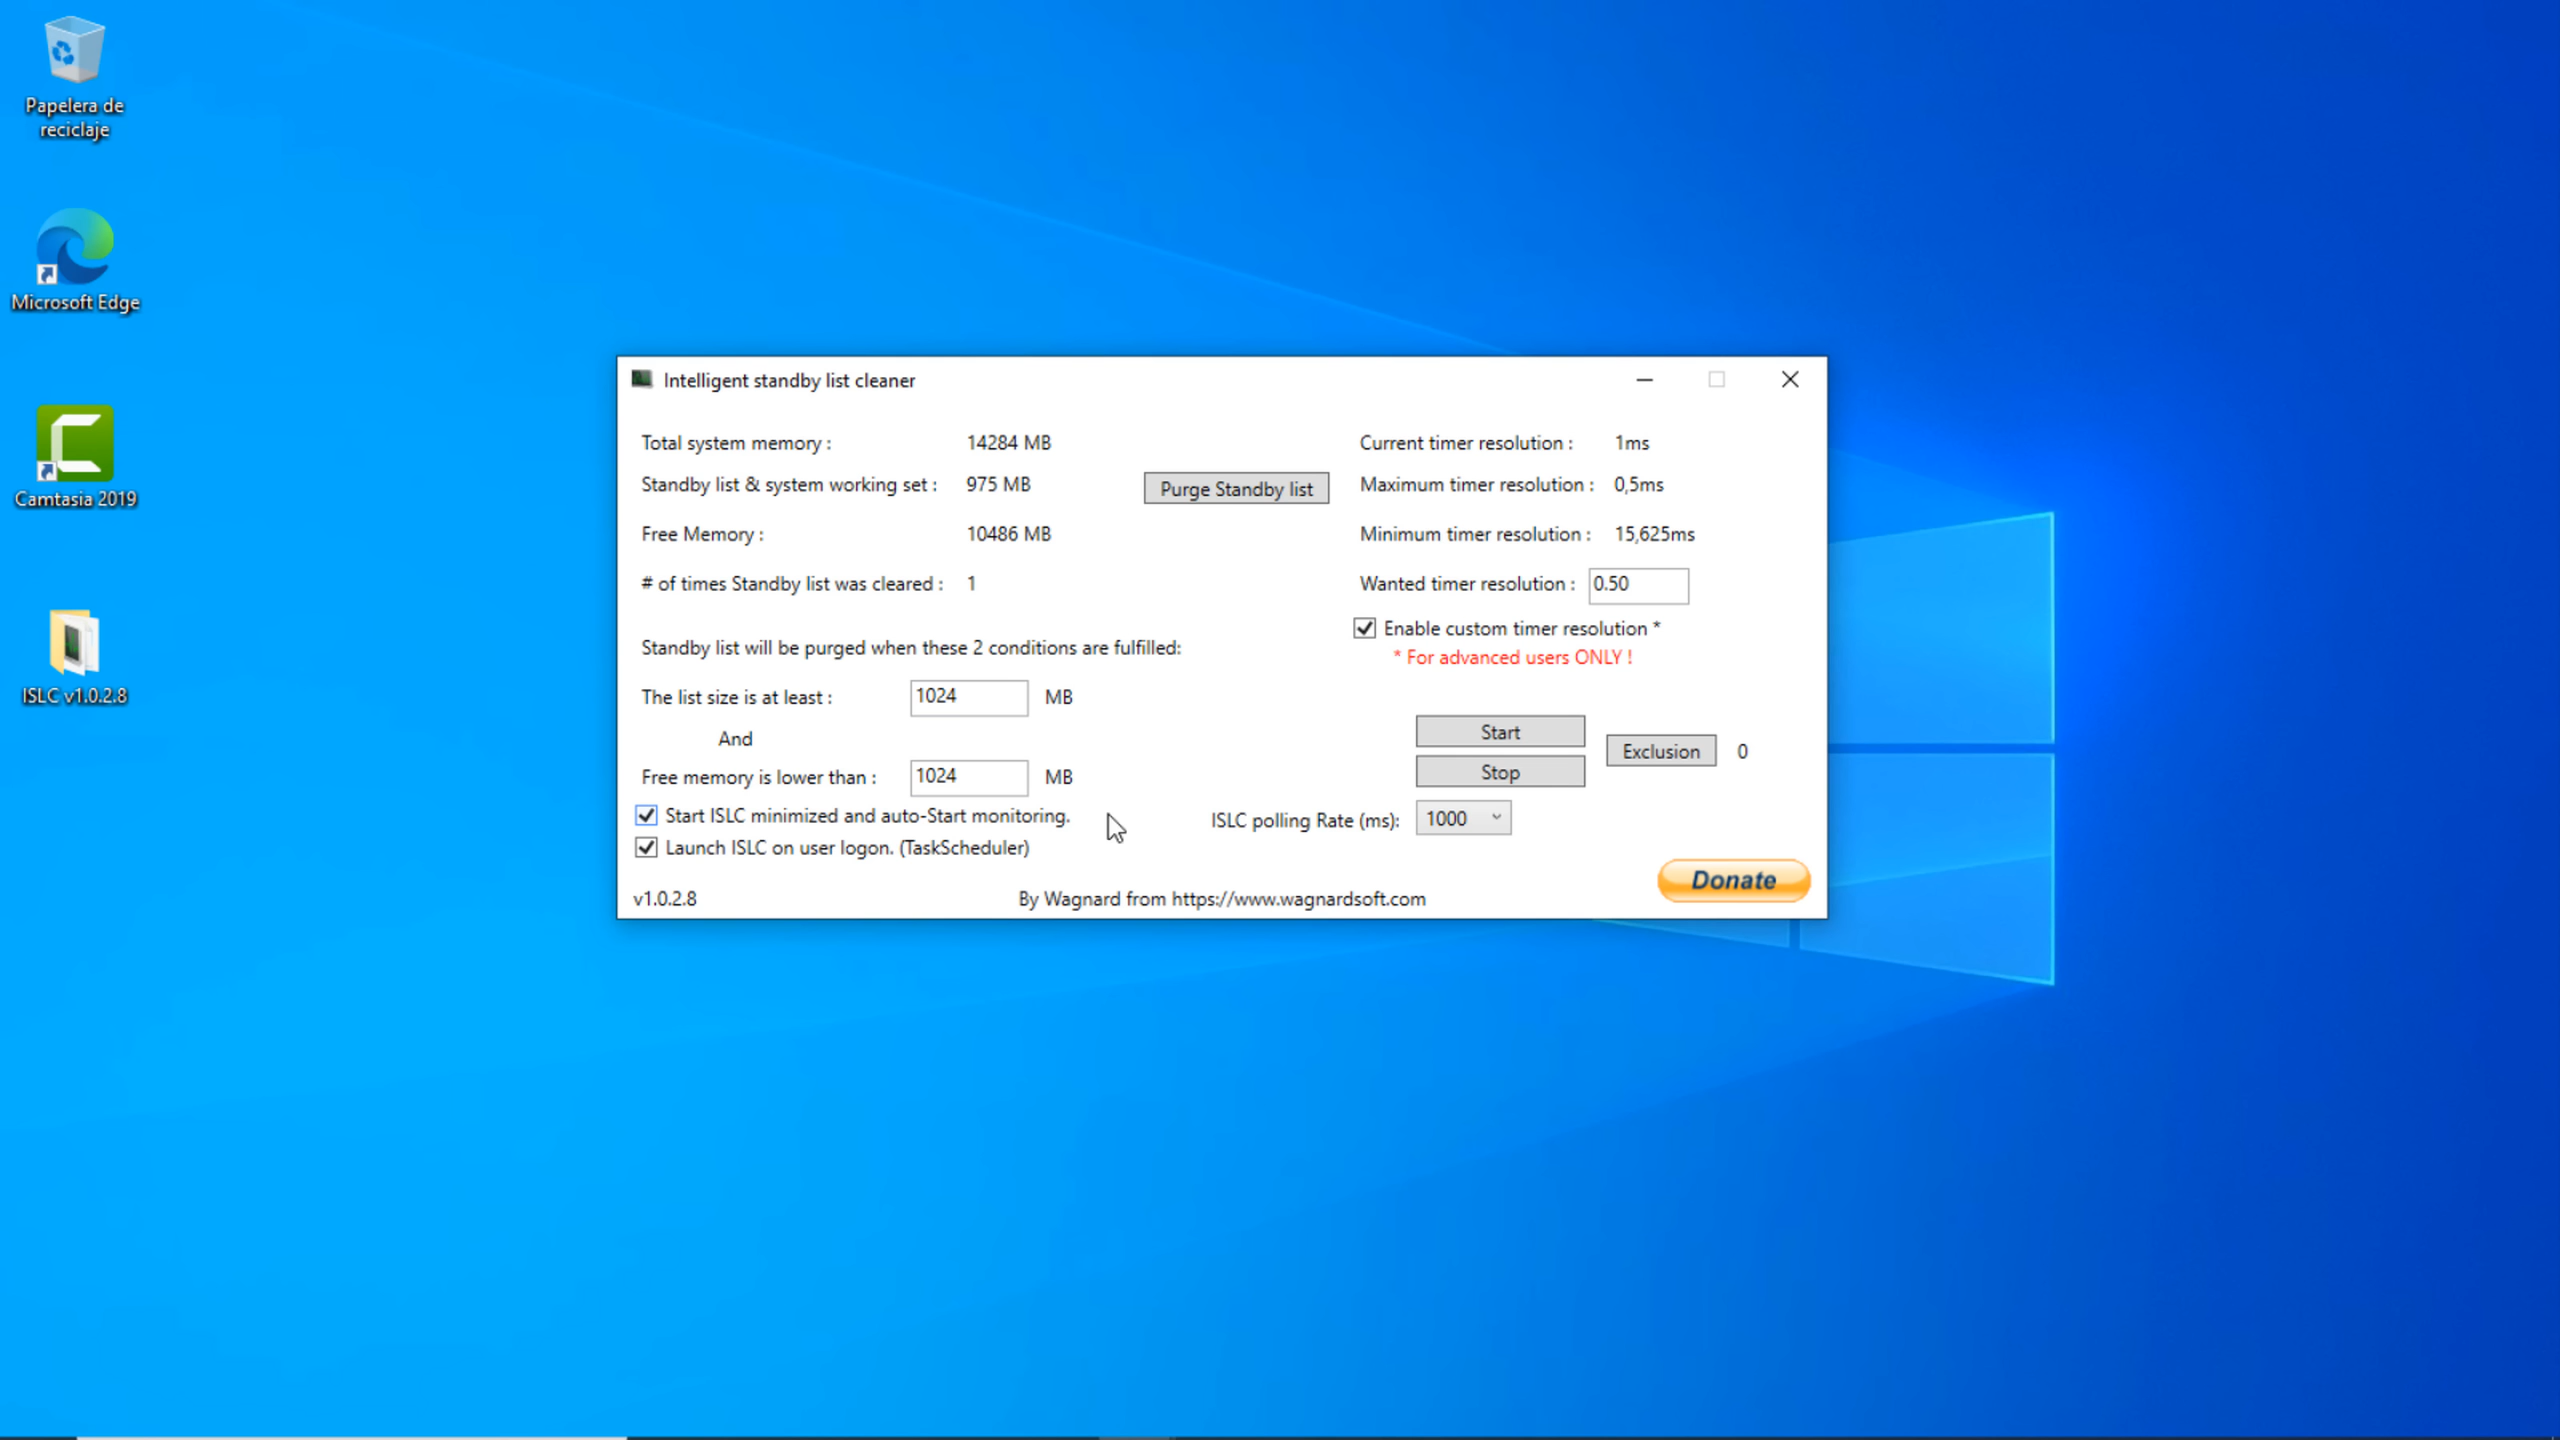 Papelera de
reciclaje
Microsoft Edge
Camtasia 2019
ISLC v1.0.2.8
Intelligent standby list cleaner
Total system memory : 14284 MB
Standby list & system working set : 975 MB
Purge Standby list
Free Memory : 10486 MB
# of times Standby list was cleared : 1
Standby list will be purged when these 2 conditions are fulfilled:
The list size is at least : 1024 MB
And
Free memory is lower than : 1024 MB
Start ISLC minimized and auto-Start monitoring.
Launch ISLC on user logon. (TaskScheduler)
Current timer resolution : 1ms
Maximum timer resolution : 0,5ms
Minimum timer resolution : 15,625ms
Wanted timer resolution : 0.50
Enable custom timer resolution *
* For advanced users ONLY !
Start
Stop
Exclusion 0
ISLC polling Rate (ms): 1000
Donate
v1.0.2.8
By Wagnard from https://www.wagnardsoft.com